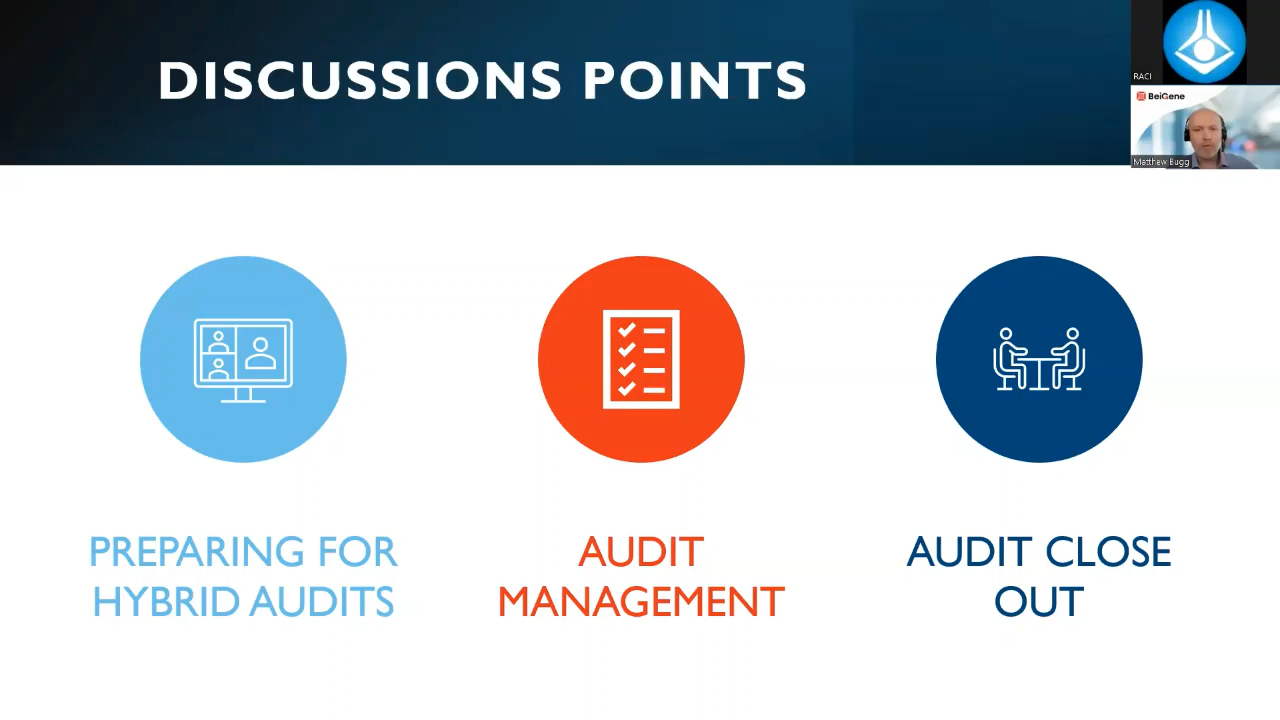 DISCUSSIONS POINTS
RACI
BeiGene
Matthew Bugg
PREPARING FOR
HYBRID AUDITS
AUDIT
MANAGEMENT
AUDIT CLOSE
OUT